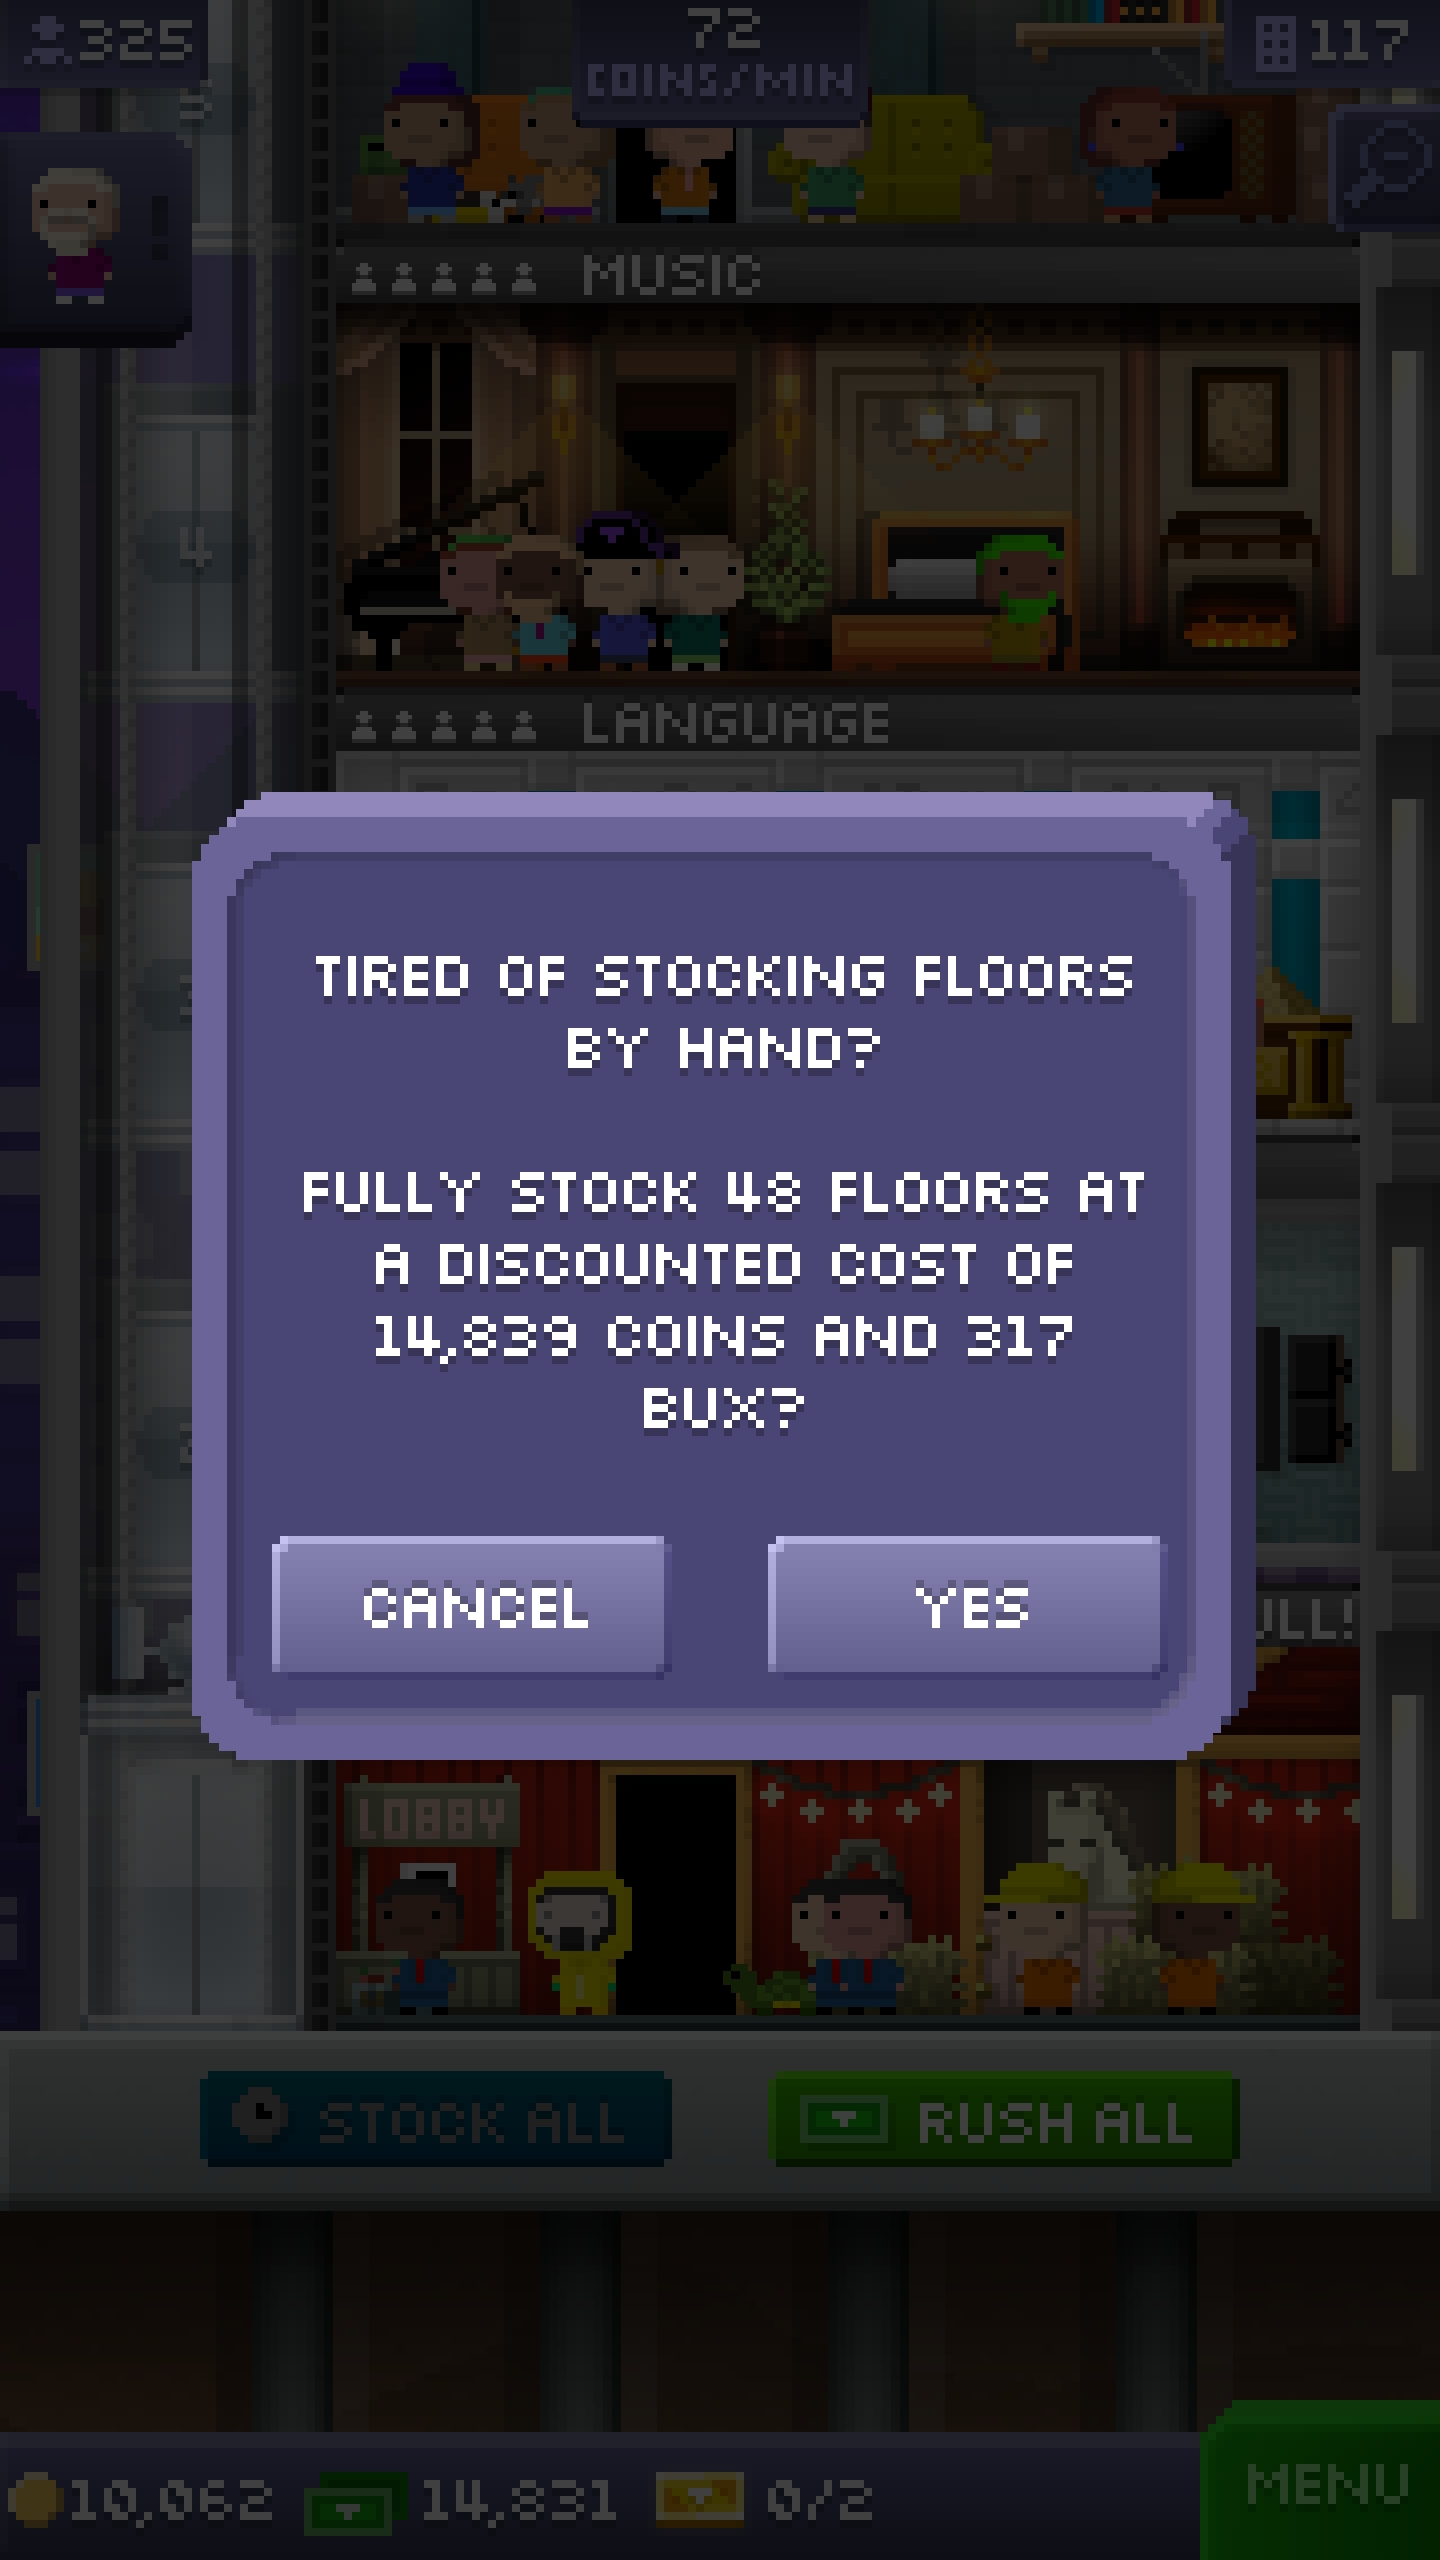 325
72
COINS/MIN
117
MUSIC
4
LANGUAGE
TIRED OF STOCKING FLOORS
BY HAND?
FULLY STOCK 48 FLOORS AT
A DISCOUNTED COST OF
14,839 COINS AND 317
BUX?
CANCEL
YES
LOBBY
STOCK ALL
RUSH ALL
10,062
14,831
0/2
MENU